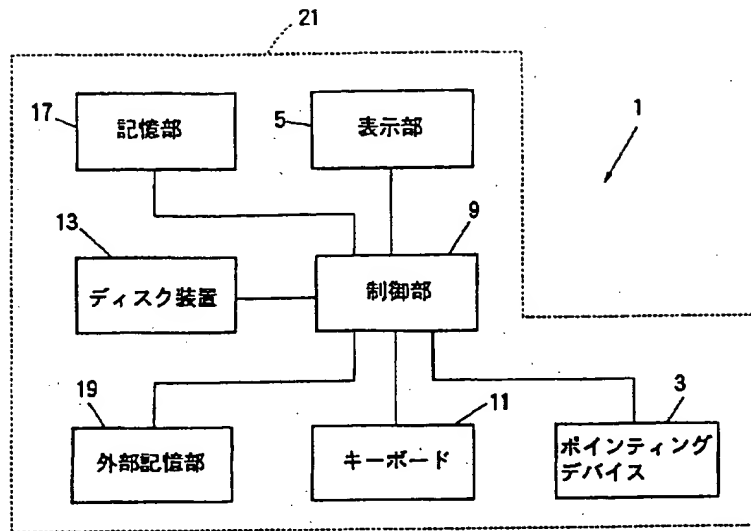 21
17
記憶部
5
表示部
1
13
ディスク装置
9
制御部
19
外部記憶部
11
キーボード
3
ポインティング
デバイス